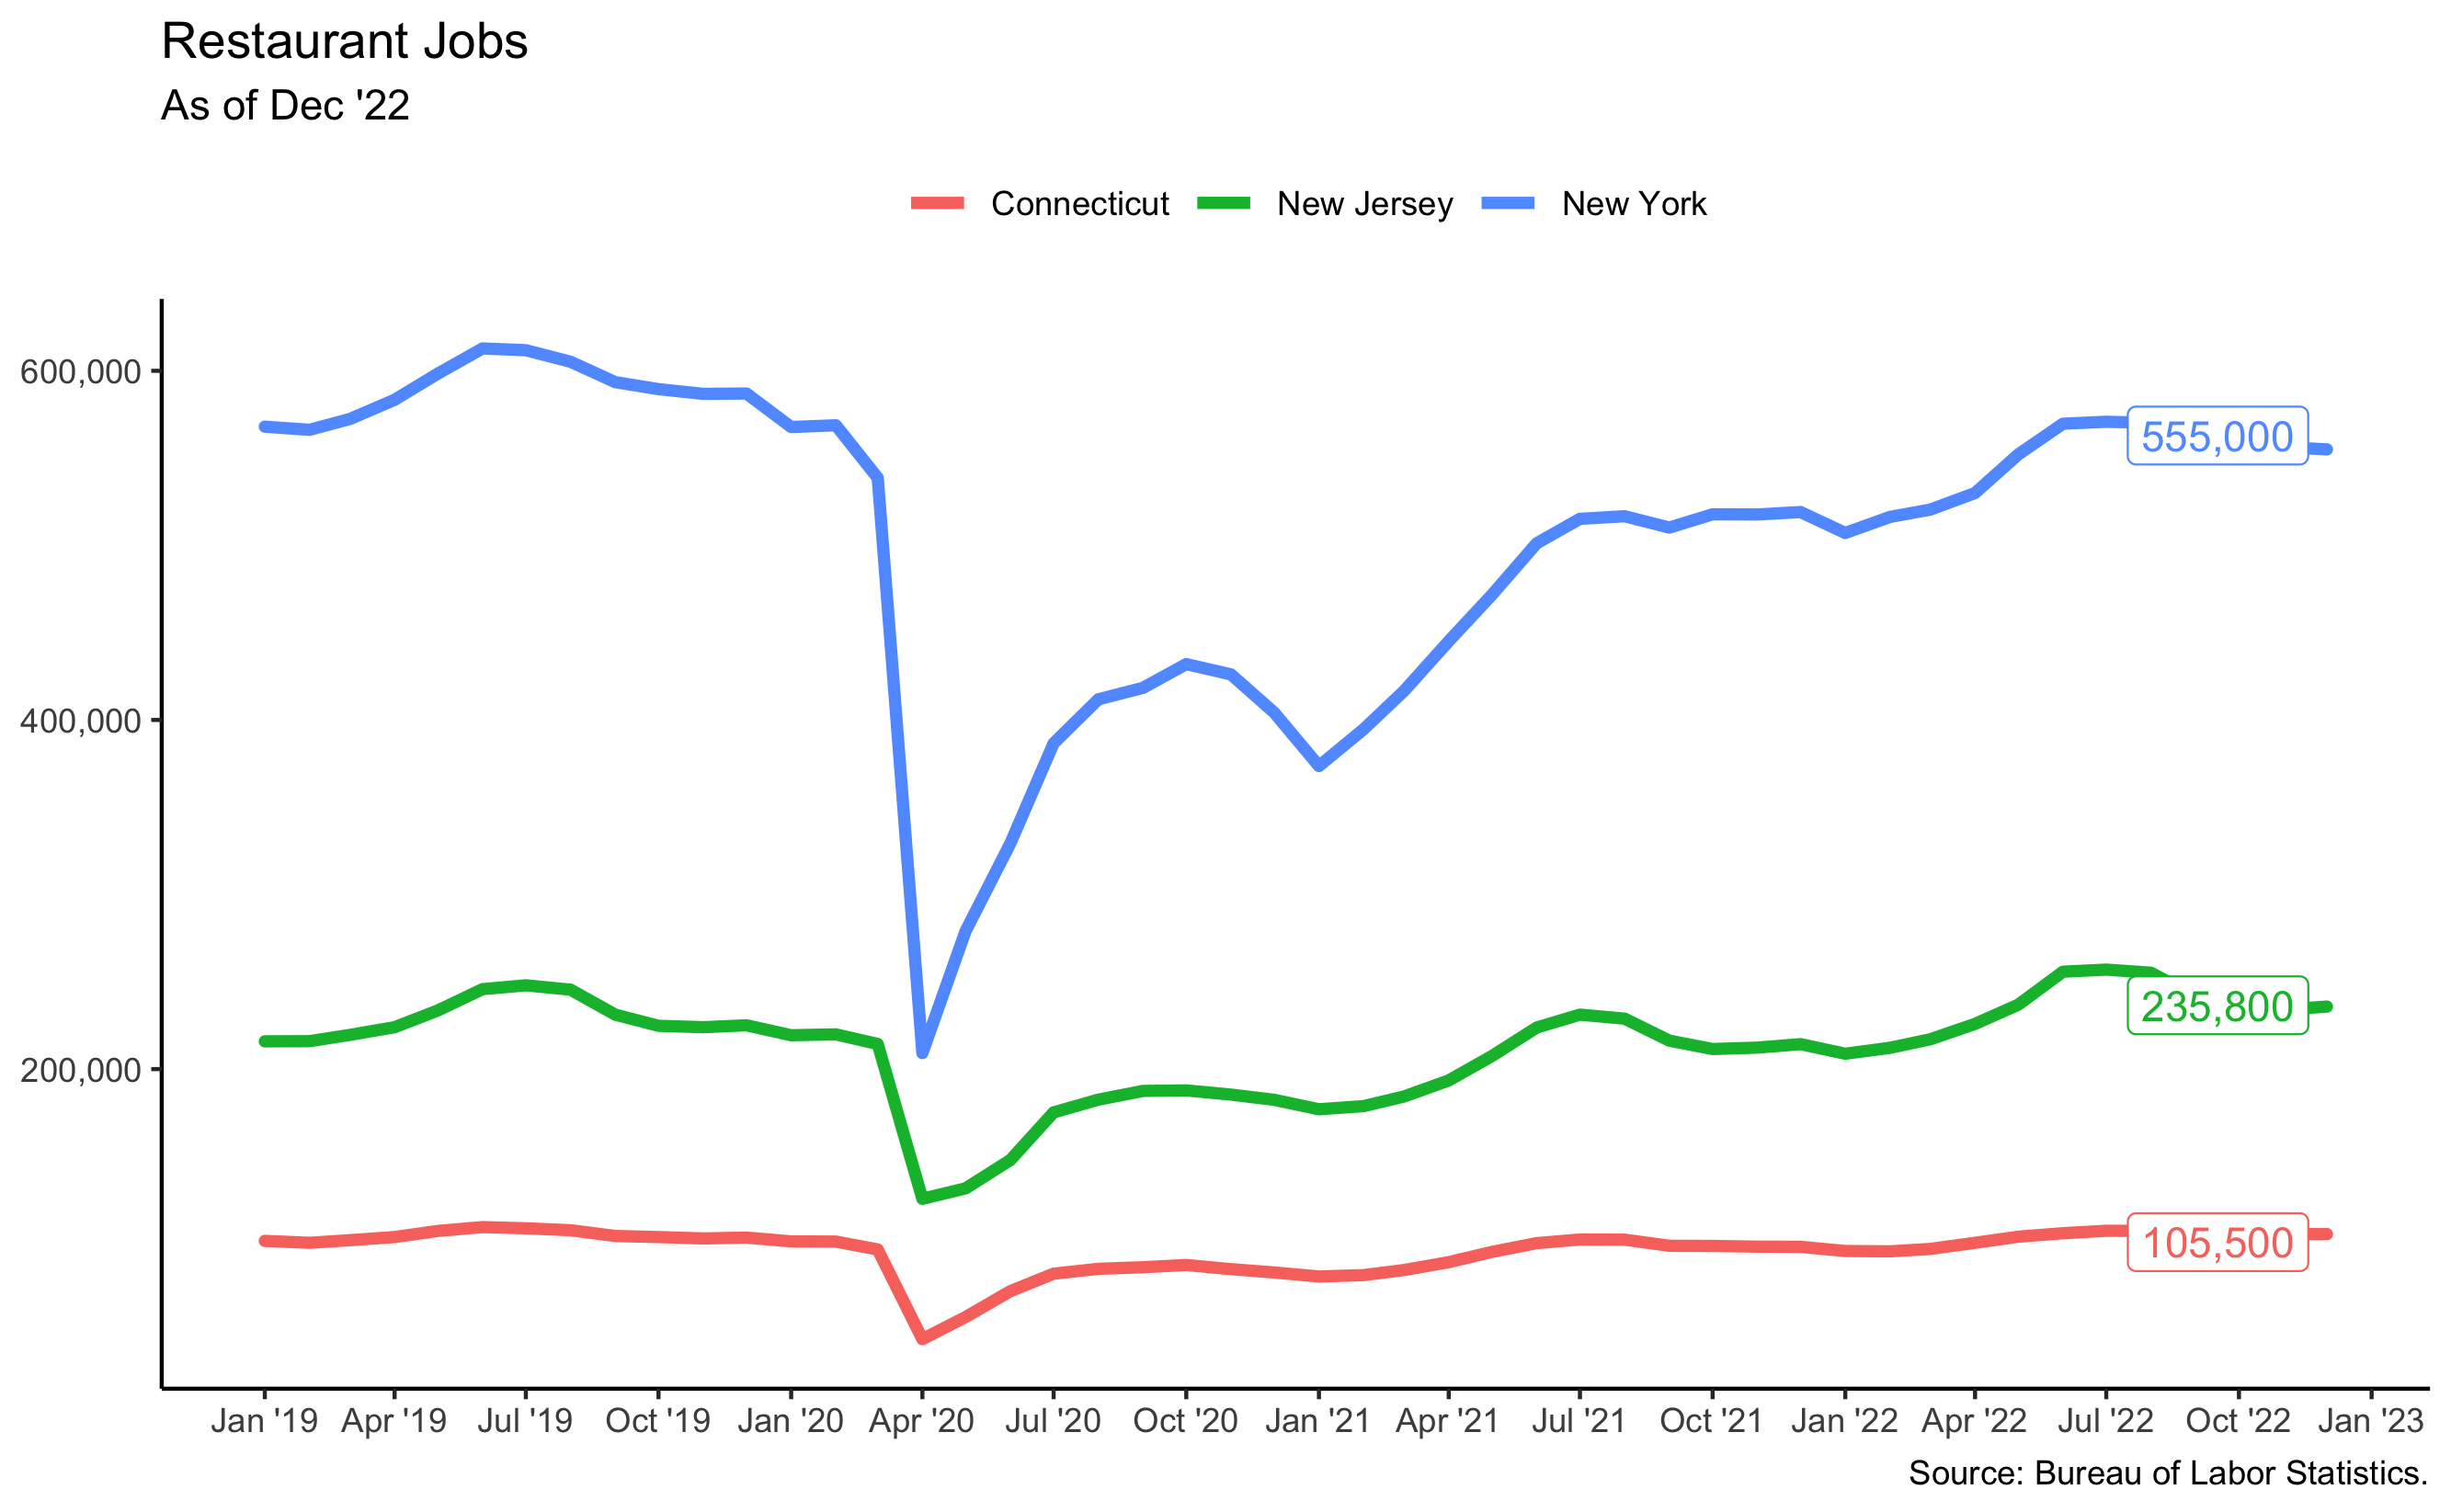 Restaurant Jobs
As of Dec '22
Connecticut New Jersey New York
600,000
555,000
400,000
235,800
200,000
105,500
Jan '19 Apr '19 Jul '19 Oct '19 Jan '20 Apr '20 Jul '20 Oct '20 Jan '21 Apr '21 Jul '21 Oct '21 Jan '22 Apr '22 Jul '22 Oct '22 Jan '23
Source: Bureau of Labor Statistics.